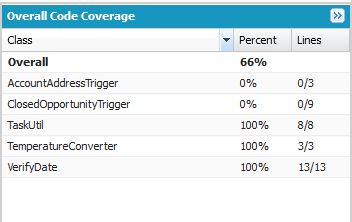 Overall Code Coverage
Class Percent Lines
Overall 66%
AccountAddressTrigger 0% 0/3
ClosedOpportunityTrigger 0% 0/9
TaskUtil 100% 8/8
TemperatureConverter 100% 3/3
VerifyDate 100% 13/13